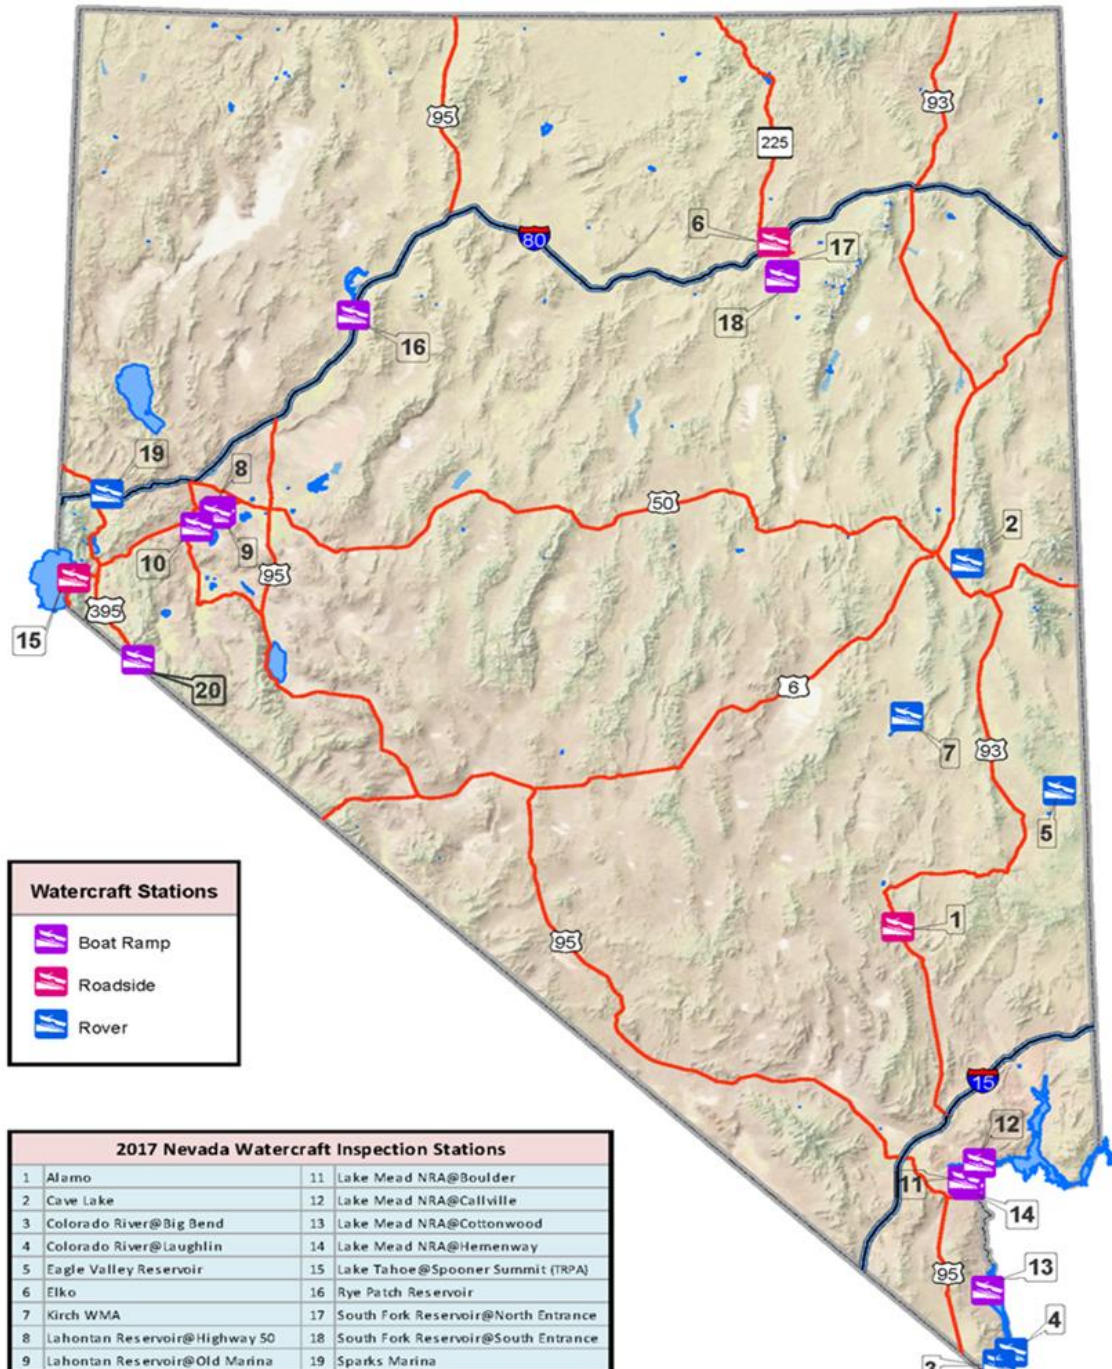 95
225
93
6
17
80
18
16
19
8
50
2
10
9
95
395
15
20
6
7
93
5
1
95
Watercraft Stations
Boat Ramp
Roadside
Rover
15
12
11
14
95
13
4
3
2017 Nevada Watercraft Inspection Stations
1 Alamo 11 Lake Mead NRA@Boulder
2 Cave Lake 12 Lake Mead NRA@Callville
3 Colorado River@Big Bend 13 Lake Mead NRA@Cottonwood
4 Colorado River@Laughlin 14 Lake Mead NRA@Hemenway
5 Eagle Valley Reservoir 15 Lake Tahoe@Spooner Summit (TRPA)
6 Elko 16 Rye Patch Reservoir
7 Kirch WMA 17 South Fork Reservoir@North Entrance
8 Lahontan Reservoir@Highway 50 18 South Fork Reservoir@South Entrance
9 Lahontan Reservoir@Old Marina 19 Sparks Marina